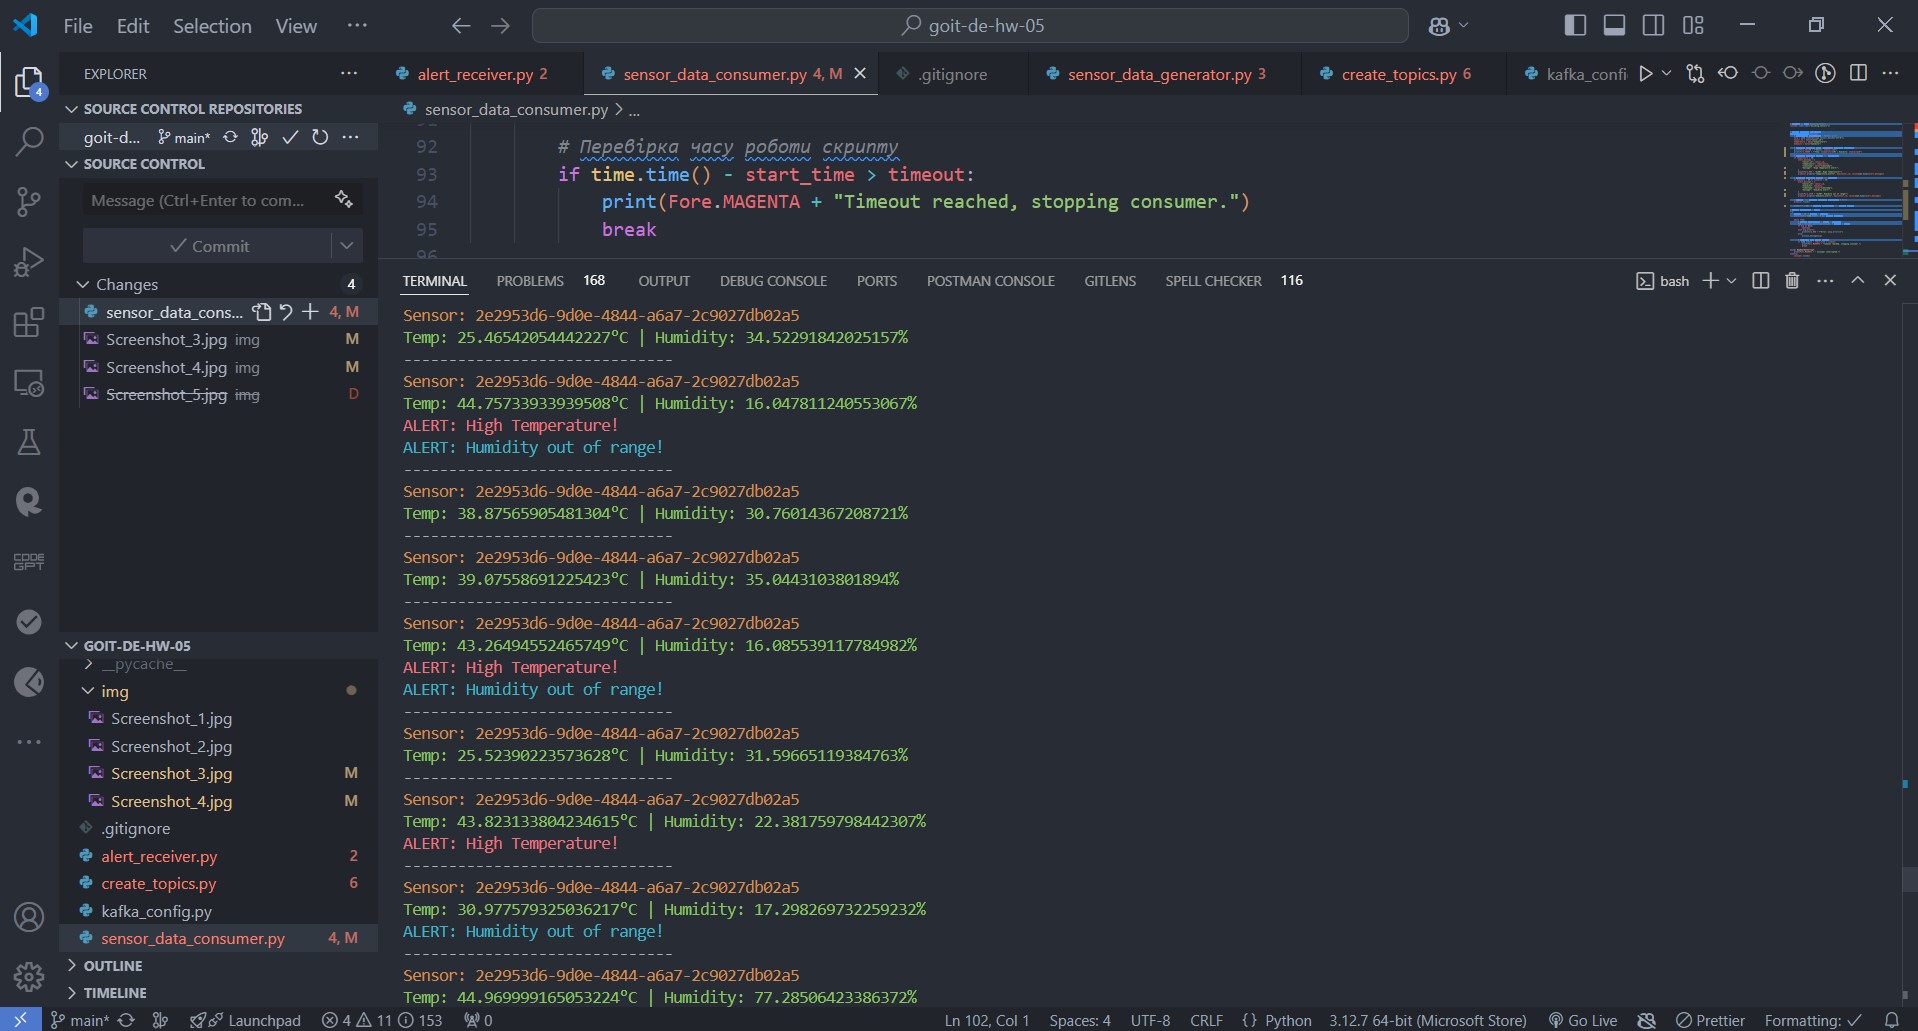 File Edit Selection View ··· goit-de-hw-05
EXPLORER ···
SOURCE CONTROL REPOSITORIES
goit-d... main* ···
SOURCE CONTROL
Message (Ctrl+Enter to com...
Commit
Changes 4
sensor_data_cons... 4, M
Screenshot_3.jpg img M
Screenshot_4.jpg img M
Screenshot_5.jpg img D
4
CODE
GPT
GOIT-DE-HW-05
__pycache__
img
Screenshot_1.jpg
Screenshot_2.jpg
Screenshot_3.jpg M
Screenshot_4.jpg M
.gitignore
alert_receiver.py 2
create_topics.py 6
kafka_config.py
sensor_data_consumer.py 4, M
OUTLINE
TIMELINE
alert_receiver.py 2 sensor_data_consumer.py 4, M .gitignore sensor_data_generator.py 3 create_topics.py 6 kafka_confi
sensor_data_consumer.py > ...
92 # Перевірка часу роботи скрипту
93 if time.time() - start_time > timeout:
94 print(Fore.MAGENTA + "Timeout reached, stopping consumer.")
95 break
96
TERMINAL PROBLEMS 168 OUTPUT DEBUG CONSOLE PORTS POSTMAN CONSOLE GITLENS SPELL CHECKER 116 bash
Sensor: 2e2953d6-9d0e-4844-a6a7-2c9027db02a5
Temp: 25.46542054442227°C | Humidity: 34.52291842025157%
------------------------------
Sensor: 2e2953d6-9d0e-4844-a6a7-2c9027db02a5
Temp: 44.75733933939508°C | Humidity: 16.047811240553067%
ALERT: High Temperature!
ALERT: Humidity out of range!
------------------------------
Sensor: 2e2953d6-9d0e-4844-a6a7-2c9027db02a5
Temp: 38.87565905481304°C | Humidity: 30.76014367208721%
------------------------------
Sensor: 2e2953d6-9d0e-4844-a6a7-2c9027db02a5
Temp: 39.07558691225423°C | Humidity: 35.0443103801894%
------------------------------
Sensor: 2e2953d6-9d0e-4844-a6a7-2c9027db02a5
Temp: 43.26494552465749°C | Humidity: 16.085539117784982%
ALERT: High Temperature!
ALERT: Humidity out of range!
------------------------------
Sensor: 2e2953d6-9d0e-4844-a6a7-2c9027db02a5
Temp: 25.52390223573628°C | Humidity: 31.59665119384763%
------------------------------
Sensor: 2e2953d6-9d0e-4844-a6a7-2c9027db02a5
Temp: 43.823133804234615°C | Humidity: 22.381759798442307%
ALERT: High Temperature!
------------------------------
Sensor: 2e2953d6-9d0e-4844-a6a7-2c9027db02a5
Temp: 30.977579325036217°C | Humidity: 17.298269732259232%
ALERT: Humidity out of range!
------------------------------
Sensor: 2e2953d6-9d0e-4844-a6a7-2c9027db02a5
Temp: 44.969999165053224°C | Humidity: 77.28506423386372%
main* Launchpad 4 11 153 0 Ln 102, Col 1 Spaces: 4 UTF-8 CRLF {} Python 3.12.7 64-bit (Microsoft Store) Go Live Prettier Formatting: ✓